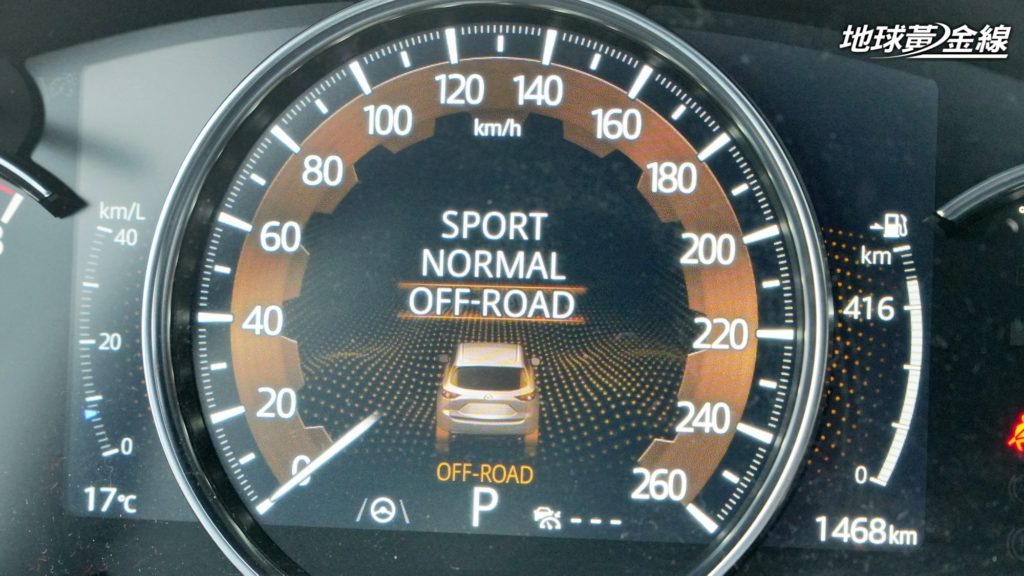 地球黃金線
120 140
100 km/h 160
80 180
km/L
40
60 200
40 220
20 240
0 260
SPORT
NORMAL
OFF-ROAD
km
416
20
0
0
OFF-ROAD
17℃
P
---
1468km